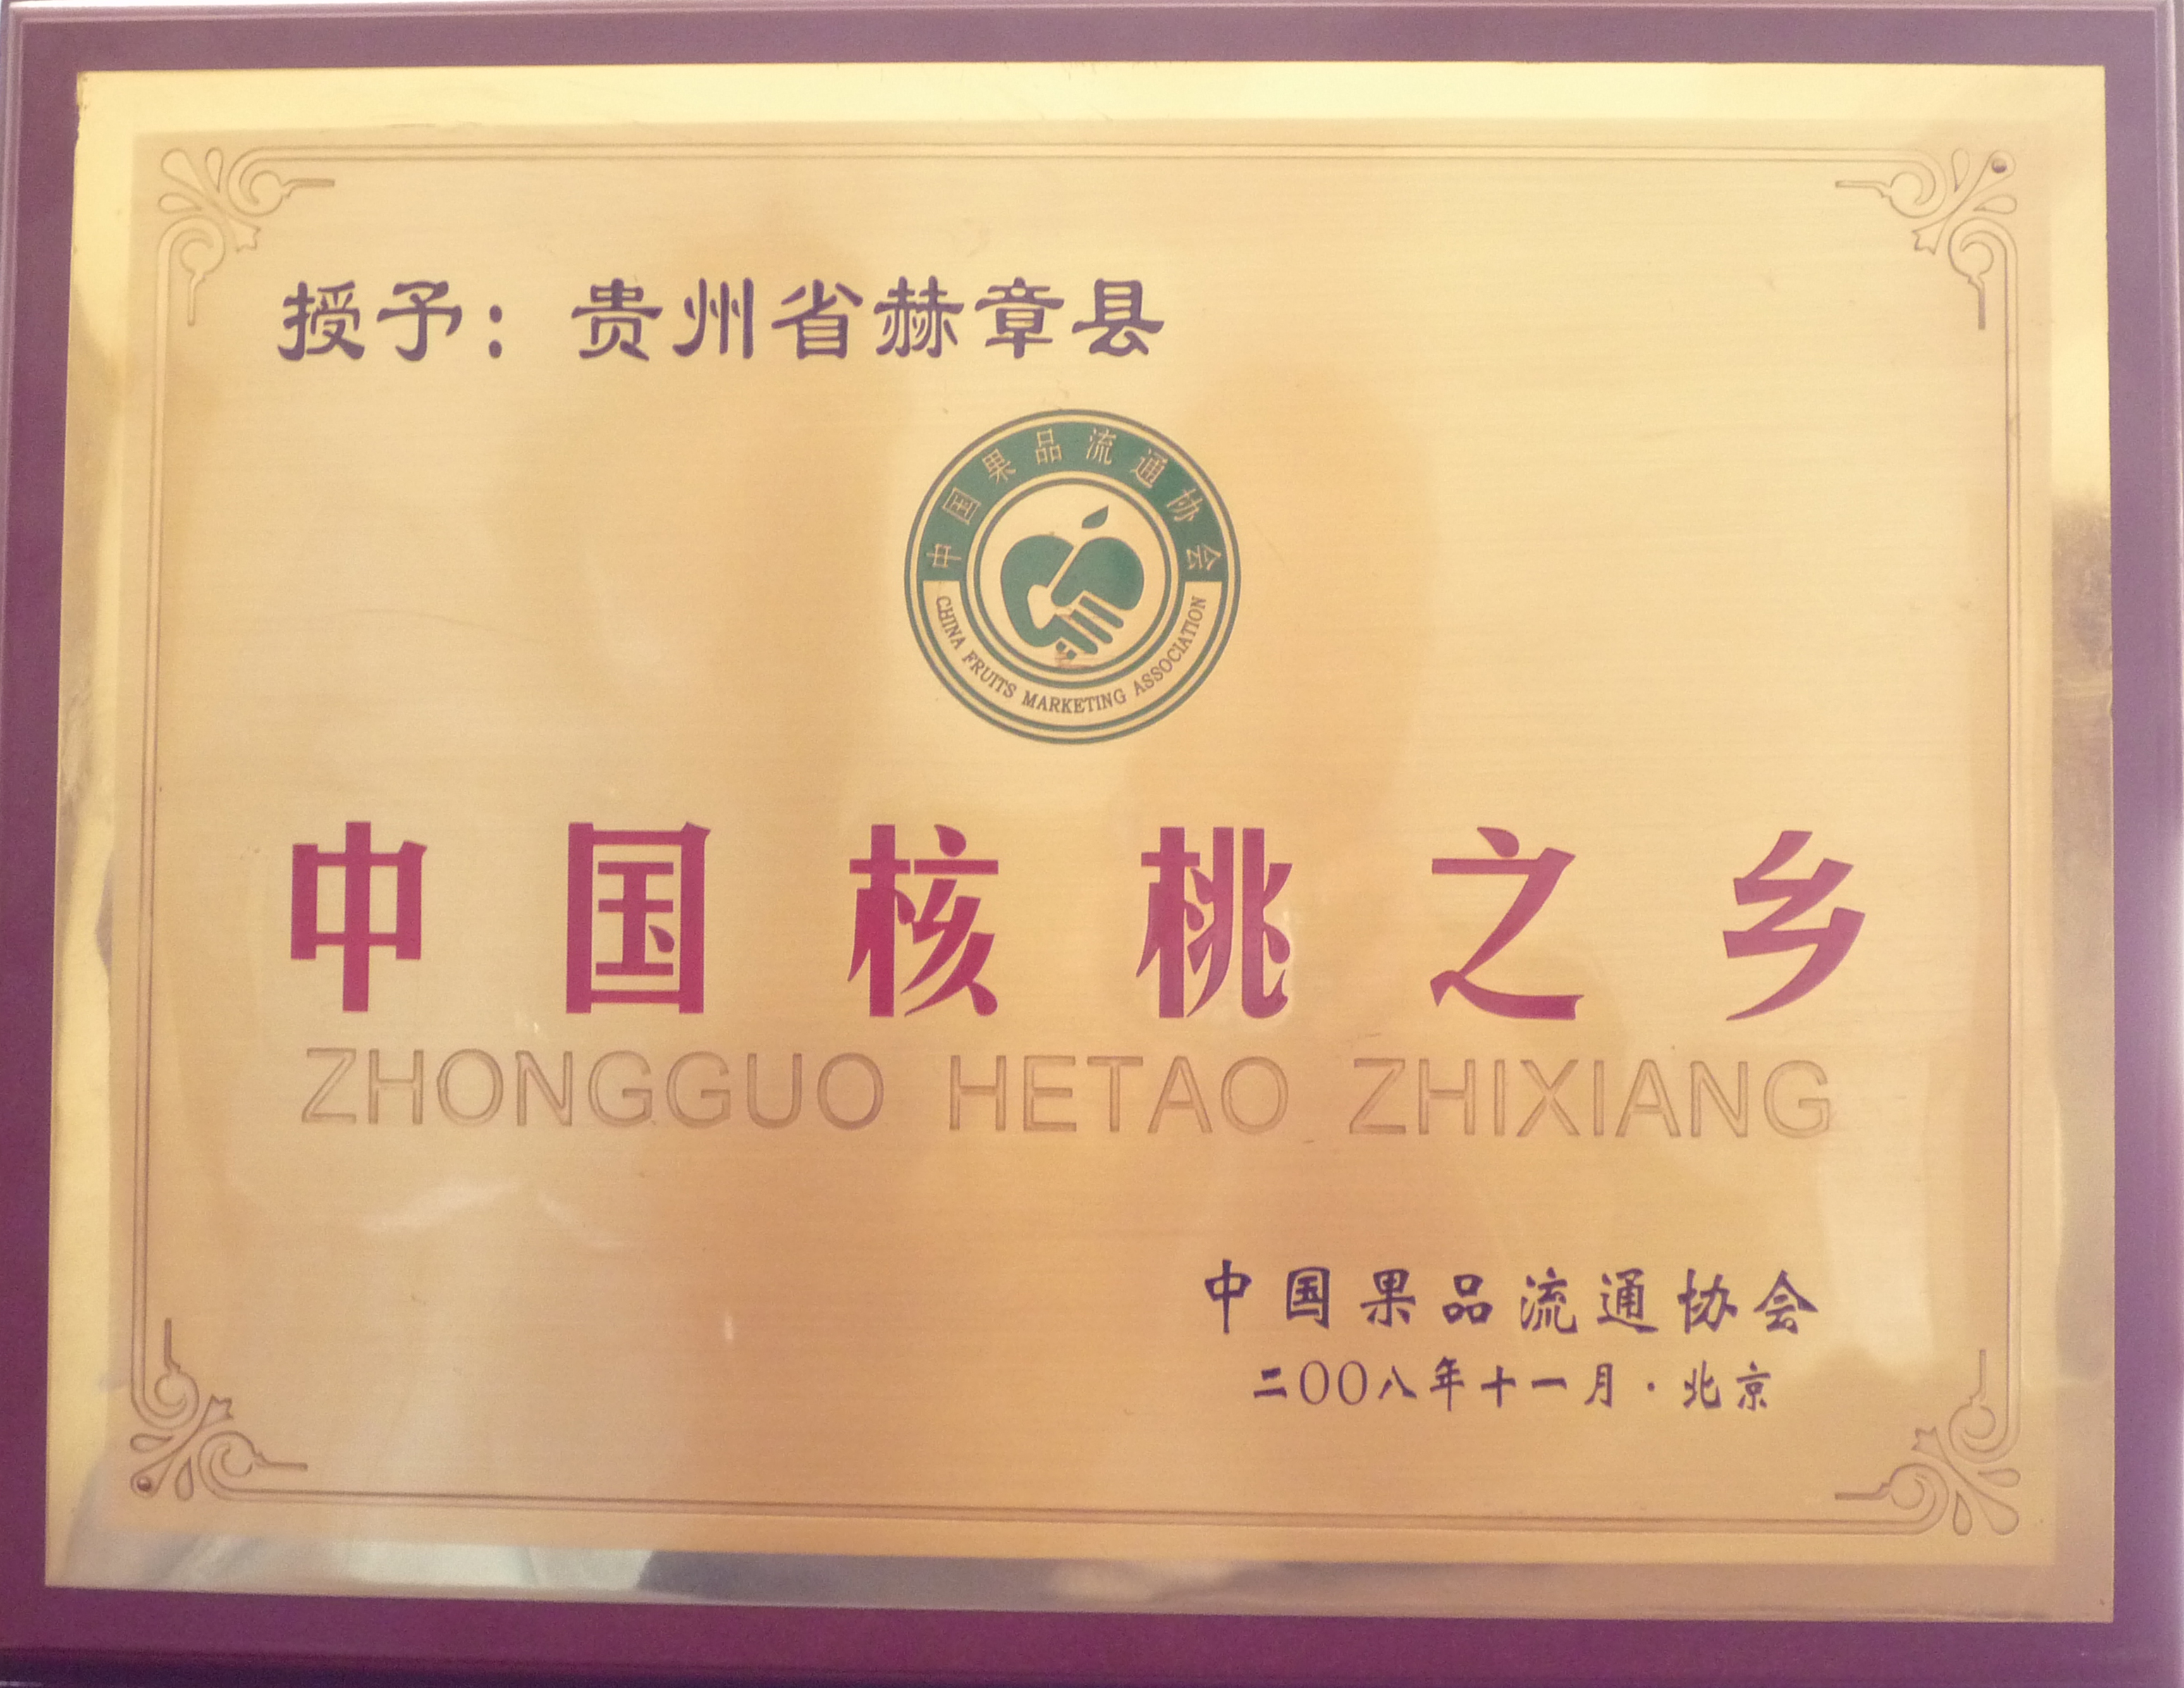 授予：贵州省赫章县
中国果品流通协会
CHINA FRUITS MARKETING ASSOCIATION
中国核桃之乡
ZHONGGUO HETAO ZHIXIANG
中国果品流通协会
二〇〇八年十一月·北京